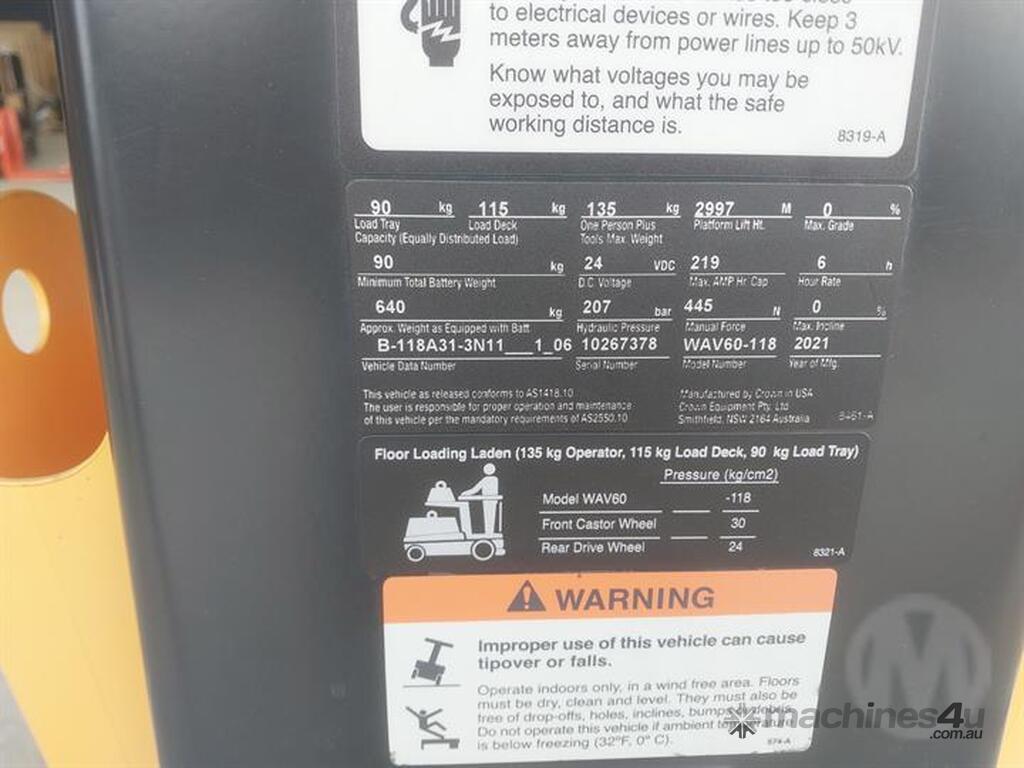 to electrical devices or wires. Keep 3
meters away from power lines up to 50kV.
Know what voltages you may be
exposed to, and what the safe
working distance is.
8319-A
90 kg 115 kg 135 kg 2997 M 0 %
Load Tray Load Deck One Person Plus Platform Lift Ht. Max. Grade
Capacity (Equally Distributed Load) Tools Max. Weight
90 kg 24 VDC 219 6 h
Minimum Total Battery Weight D.C. Voltage Max. AMP Hr. Cap Hour Rate
640 kg 207 bar 445 N 0 %
Approx. Weight as Equipped with Batt Hydraulic Pressure Manual Force Max. Incline
B-118A31-3N11___1_06 10267378 WAV60-118 2021
Vehicle Data Number Serial Number Model Number Year of Mfg.
This vehicle as released conforms to AS1418.10 Manufactured by Crown in USA
The user is responsible for proper operation and maintenance Crown Equipment Pty. Ltd
of this vehicle per the mandatory requirements of AS2550.10 Smithfield, NSW 2164 Australia
8461-A
Floor Loading Laden (135 kg Operator, 115 kg Load Deck, 90 kg Load Tray)
Pressure (kg/cm2)
Model WAV60 -118
Front Castor Wheel 30
Rear Drive Wheel 24
8321-A
WARNING
Improper use of this vehicle can cause
tipover or falls.
Operate indoors only, in a wind free area. Floors
must be dry, clean and level. They must also be
free of drop-offs, holes, inclines, bumps, debris.
Do not operate this vehicle if ambient temperature
is below freezing (32°F, 0° C).
874-A
M
machines4u
.com.au